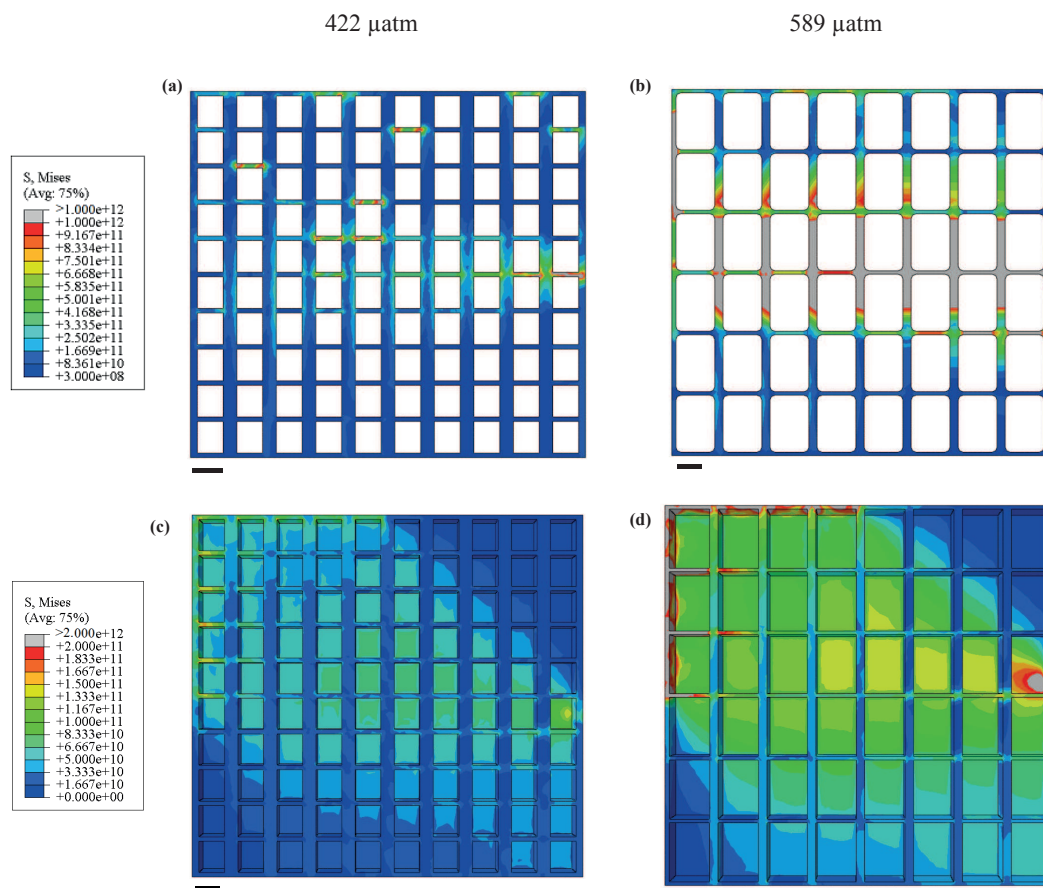 422 µatm
589 µatm
(a)
(b)
S, Mises
(Avg: 75%)
>1.000e+12
+1.000e+12
+9.167e+11
+8.334e+11
+7.501e+11
+6.668e+11
+5.835e+11
+5.001e+11
+4.168e+11
+3.335e+11
+2.502e+11
+1.669e+11
+8.361e+10
+3.000e+08
(c)
(d)
S, Mises
(Avg: 75%)
>2.000e+12
+2.000e+11
+1.833e+11
+1.667e+11
+1.500e+11
+1.333e+11
+1.167e+11
+1.000e+11
+8.333e+10
+6.667e+10
+5.000e+10
+3.333e+10
+1.667e+10
+0.000e+00